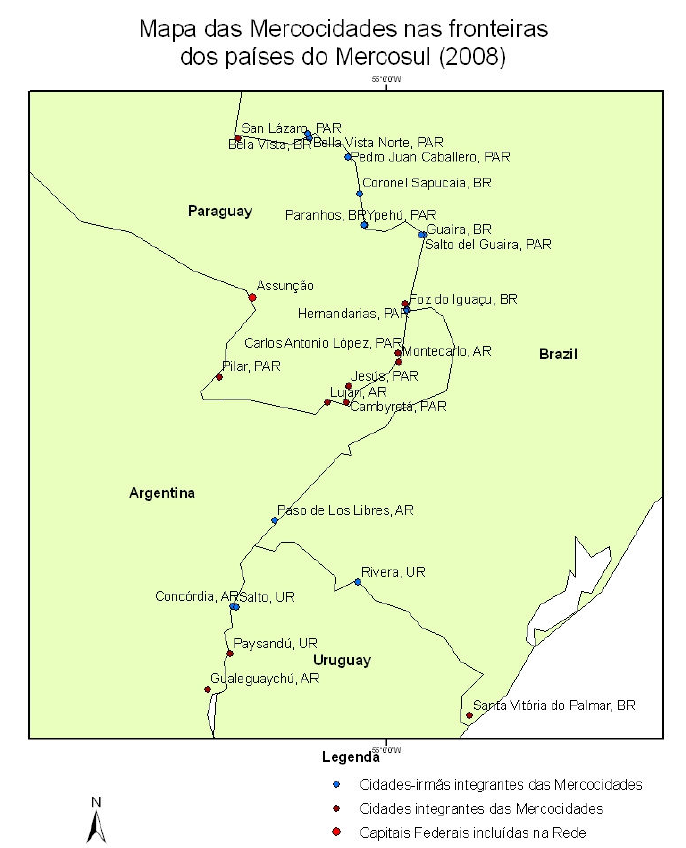 Mapa das Mercocidades nas fronteiras
dos países do Mercosul (2008)
55°0'0"W
San Lázaro, PAR
Bela Vista, BR
Bella Vista Norte, PAR
Pedro Juan Caballero, PAR
Coronel Sapucaia, BR
Paraguay
Paranhos, BR
Ypehú, PAR
Guaira, BR
Salto del Guaira, PAR
Assunção
Foz do Iguaçu, BR
Hernandarias, PAR
Carlos Antonio López, PAR
Montecarlo, AR
Brazil
Pilar, PAR
Jesús, PAR
Luján, AR
Cambyretá, PAR
Argentina
Paso de Los Libres, AR
Rivera, UR
Concórdia, AR
Salto, UR
Paysandú, UR
Uruguay
Gualeguaychú, AR
Santa Vitória do Palmar, BR
55°0'0"W
Legenda
Cidades-irmãs integrantes das Mercocidades
Cidades integrantes das Mercocidades
Capitais Federais incluídas na Rede
N